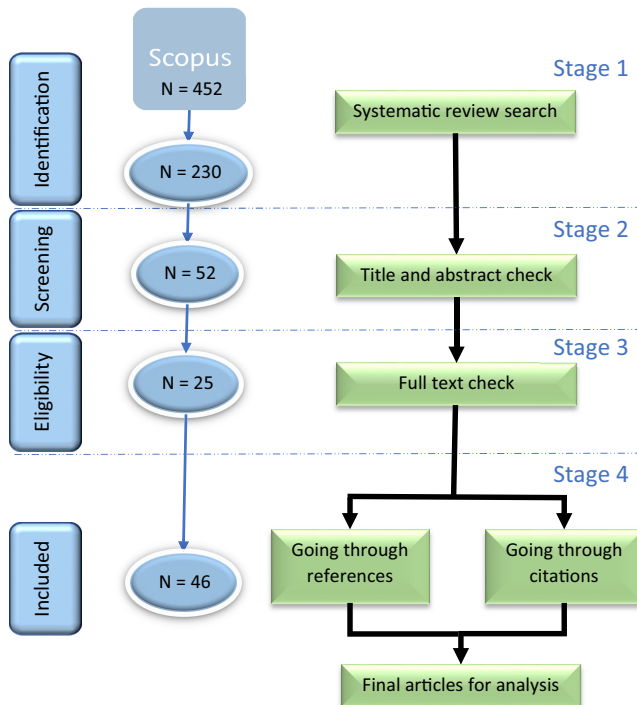 Scopus
N = 452
Stage 1
Identification
Systematic review search
N = 230
Stage 2
Screening
N = 52
Title and abstract check
Stage 3
Eligibility
N = 25
Full text check
Stage 4
Included
N = 46
Going through
references
Going through
citations
Final articles for analysis